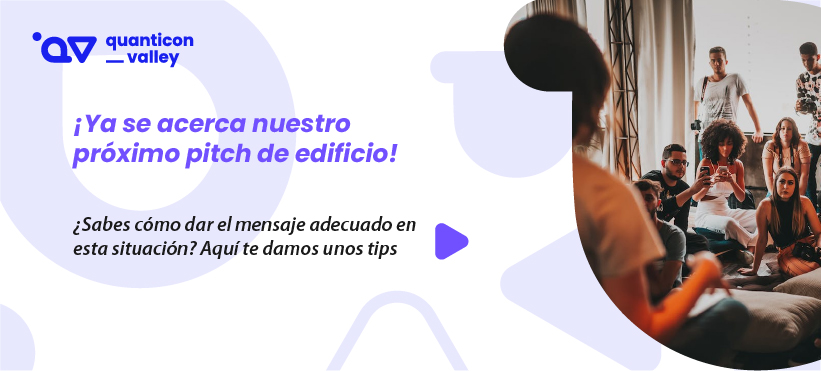 quanticon
valley
¡Ya se acerca nuestro
próximo pitch de edificio!
¿Sabes cómo dar el mensaje adecuado en
esta situación? Aquí te damos unos tips